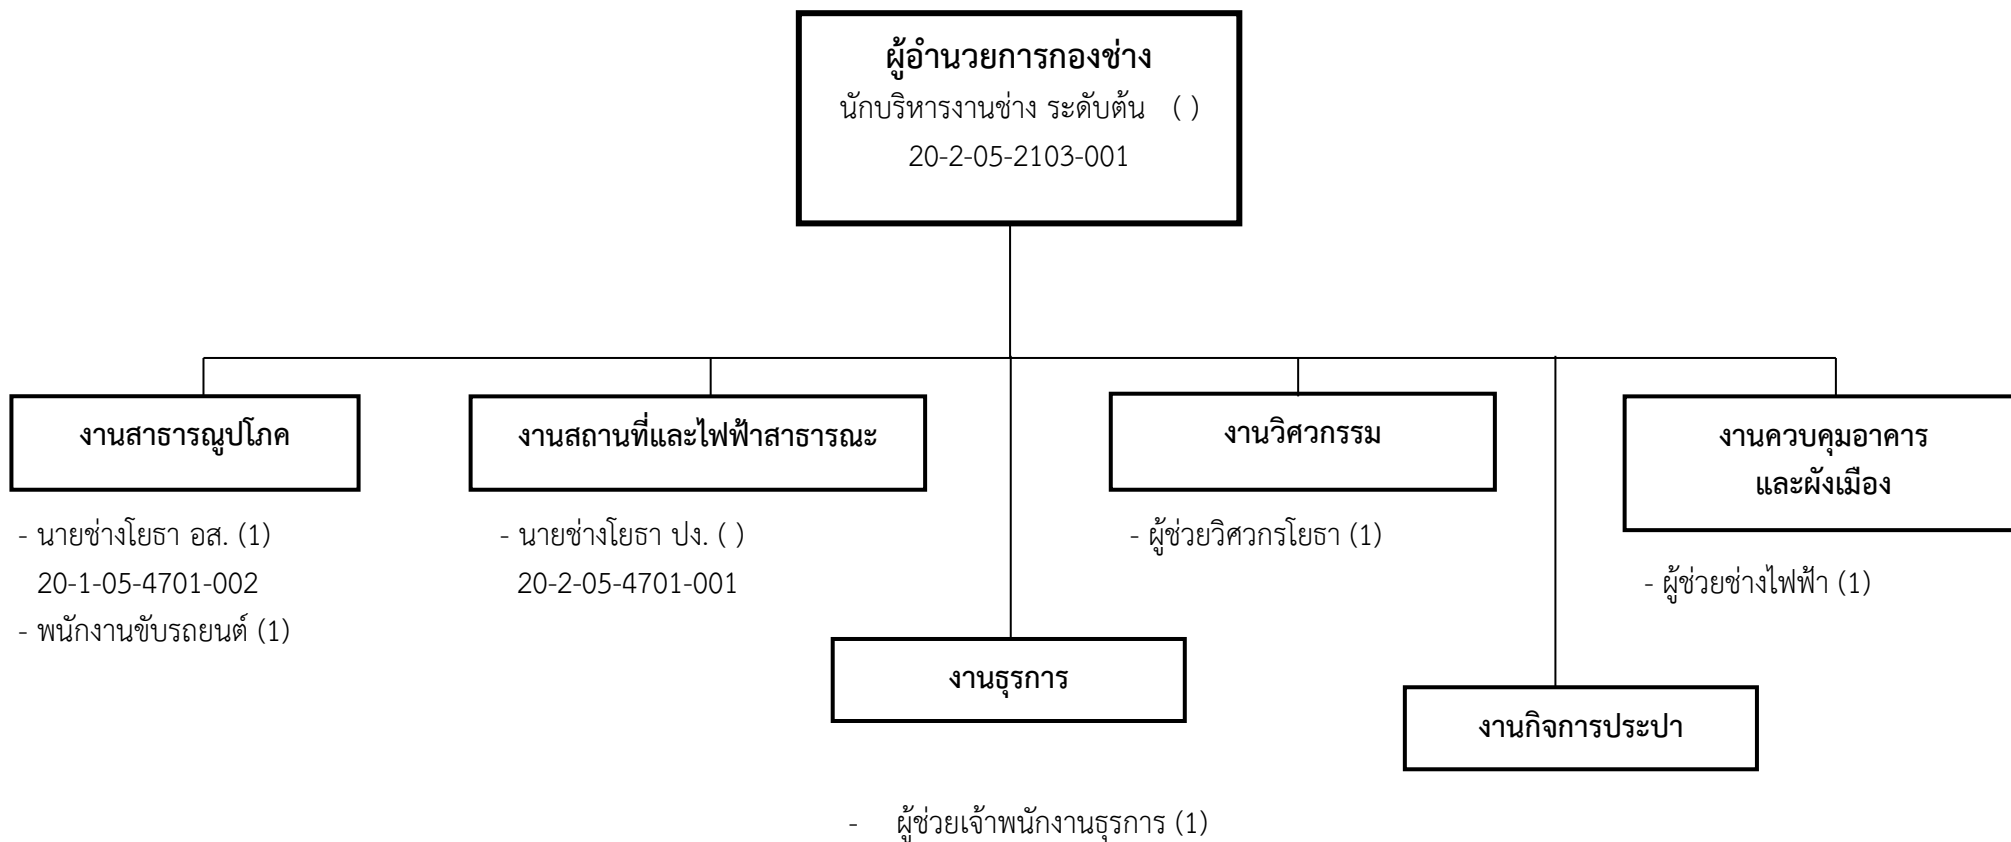 ผู้อำนวยการกองช่าง
นักบริหารงานช่าง ระดับต้น ( )
20-2-05-2103-001
งานสาธารณูปโภค
- นายช่างโยธา อส. (1)
20-1-05-4701-002
- พนักงานขับรถยนต์ (1)
งานสถานที่และไฟฟ้าสาธารณะ
- นายช่างโยธา ปง. ( )
20-2-05-4701-001
งานธุรการ
- ผู้ช่วยเจ้าพนักงานธุรการ (1)
งานวิศวกรรม
- ผู้ช่วยวิศวกรโยธา (1)
งานกิจการประปา
งานควบคุมอาคาร
และผังเมือง
- ผู้ช่วยช่างไฟฟ้า (1)